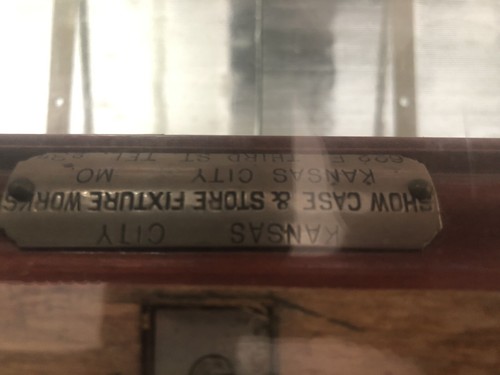 KANSAS CITY
SHOW CASE & STORE FIXTURE WORKS
KANSAS CITY MO.
E. THIRD ST. TEL.